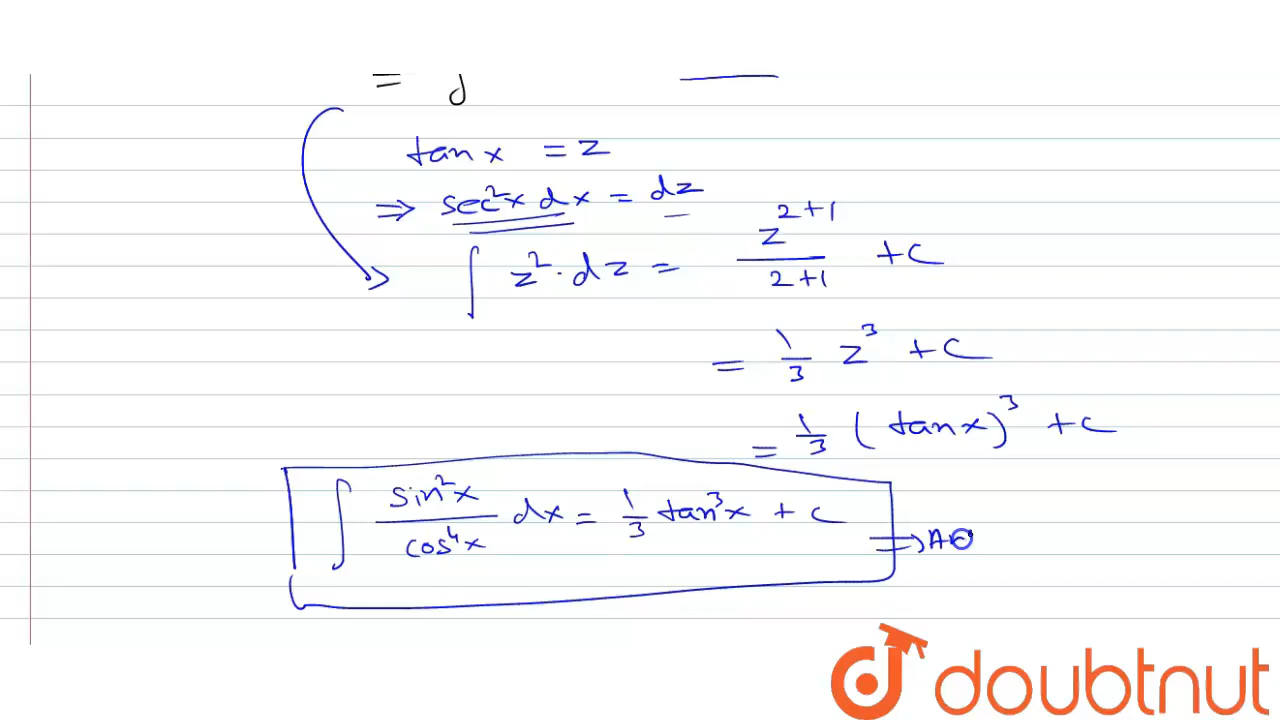 =
tan x = z
⇒ sec²x dx = dz
∫ z² · dz = z^(2+1) / (2+1) + c
= 1/3 z³ + c
= 1/3 (tan x)³ + c
∫ sin²x / cos⁴x dx = 1/3 tan³x + c
doubtnut